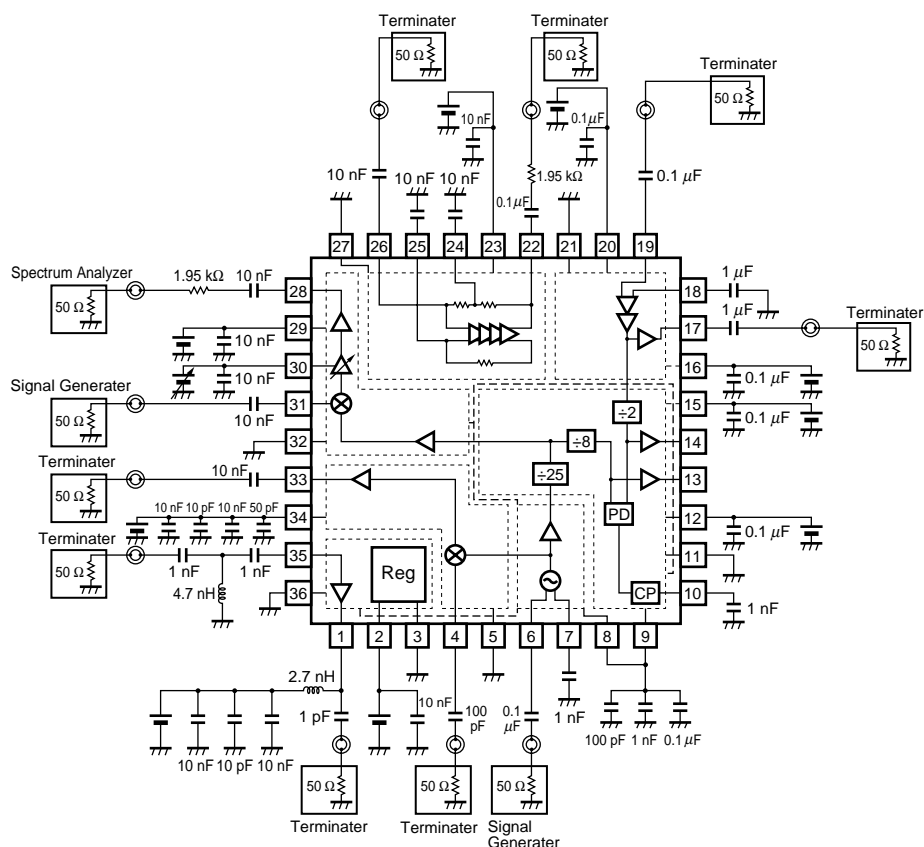 Terminater
50 Ω
Terminater
50 Ω
Terminater
50 Ω
10 nF
10 nF
10 nF
10 nF
10 nF
0.1 μF
1.95 kΩ
0.1 μF
0.1 μF
27 26 25 24 23 22 21 20 19
Spectrum Analyzer
50 Ω
1.95 kΩ
10 nF
28
29
10 nF
30
10 nF
Signal Generater
50 Ω
10 nF
31
32
Terminater
50 Ω
10 nF
33
10 nF 10 pF 10 nF 50 pF
34
Terminater
50 Ω
1 nF
1 nF
4.7 nH
35
36
18
1 μF
17
1 μF
Terminater
50 Ω
16
0.1 μF
15
0.1 μF
14
13
12
0.1 μF
11
10
1 nF
÷2
÷8
÷25
PD
CP
Reg
1 2 3 4 5 6 7 8 9
2.7 nH
1 pF
10 nF
100
pF
0.1
μF
1 nF
10 nF 10 pF 10 nF
100 pF 1 nF 0.1 μF
50 Ω
Terminater
50 Ω
Terminater
50 Ω
Signal
Generater